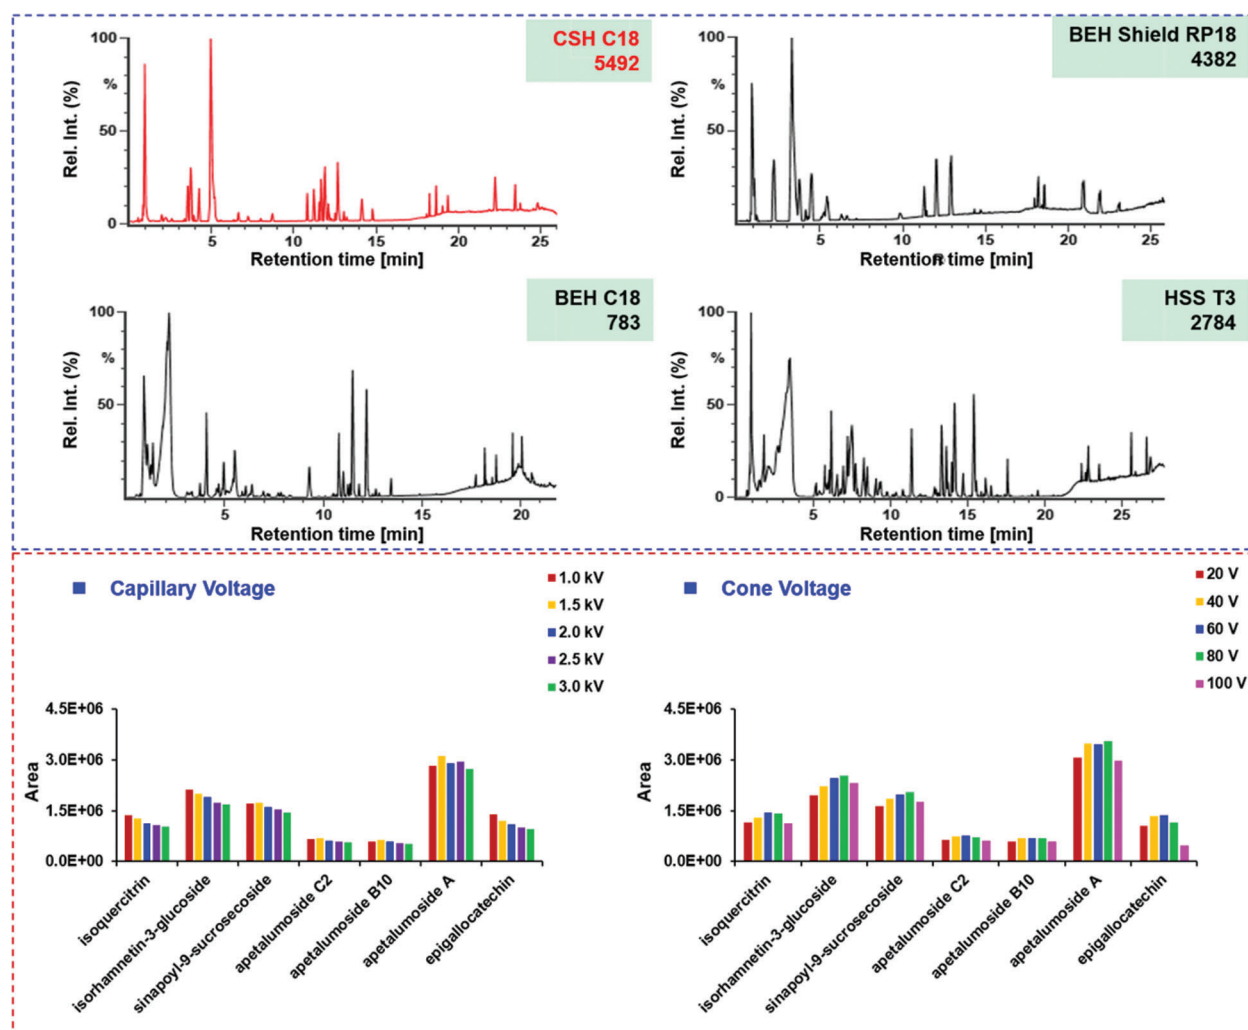 CSH C18
5492
100
%
50
0
Rel. Int. (%)
5 10 15 20 25
Retention time [min]
BEH Shield RP18
4382
100
%
50
0
Rel. Int. (%)
5 10 15 20 25
Retention time [min]
BEH C18
783
100
%
50
0
Rel. Int. (%)
5 10 15 20
Retention time [min]
HSS T3
2784
100
%
50
0
Rel. Int. (%)
5 10 15 20 25
Retention time [min]
Capillary Voltage
1.0 kV
1.5 kV
2.0 kV
2.5 kV
3.0 kV
4.5E+06
3.0E+06
1.5E+06
0.0E+00
Area
isoquercitrin
isorhamnetin-3-glucoside
sinapoyl-9-sucrosecoside
apetalumoside C2
apetalumoside B10
apetalumoside A
epigallocatechin
Cone Voltage
20 V
40 V
60 V
80 V
100 V
4.5E+06
3.0E+06
1.5E+06
0.0E+00
Area
isoquercitrin
isorhamnetin-3-glucoside
sinapoyl-9-sucrosecoside
apetalumoside C2
apetalumoside B10
apetalumoside A
epigallocatechin